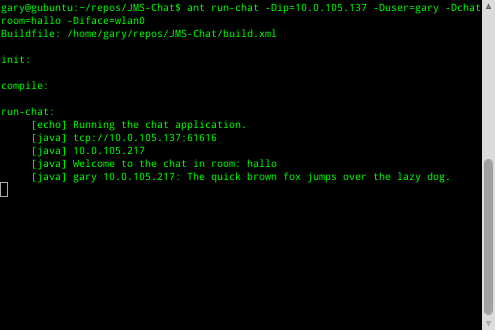 gary@gubuntu:~/repos/JMS-Chat$ ant run-chat -Dip=10.0.105.137 -Duser=gary -Dchat
room=hallo -Diface=wlan0
Buildfile: /home/gary/repos/JMS-Chat/build.xml
init:
compile:
run-chat:
[echo] Running the chat application.
[java] tcp://10.0.105.137:61616
[java] 10.0.105.217
[java] Welcome to the chat in room: hallo
[java] gary 10.0.105.217: The quick brown fox jumps over the lazy dog.